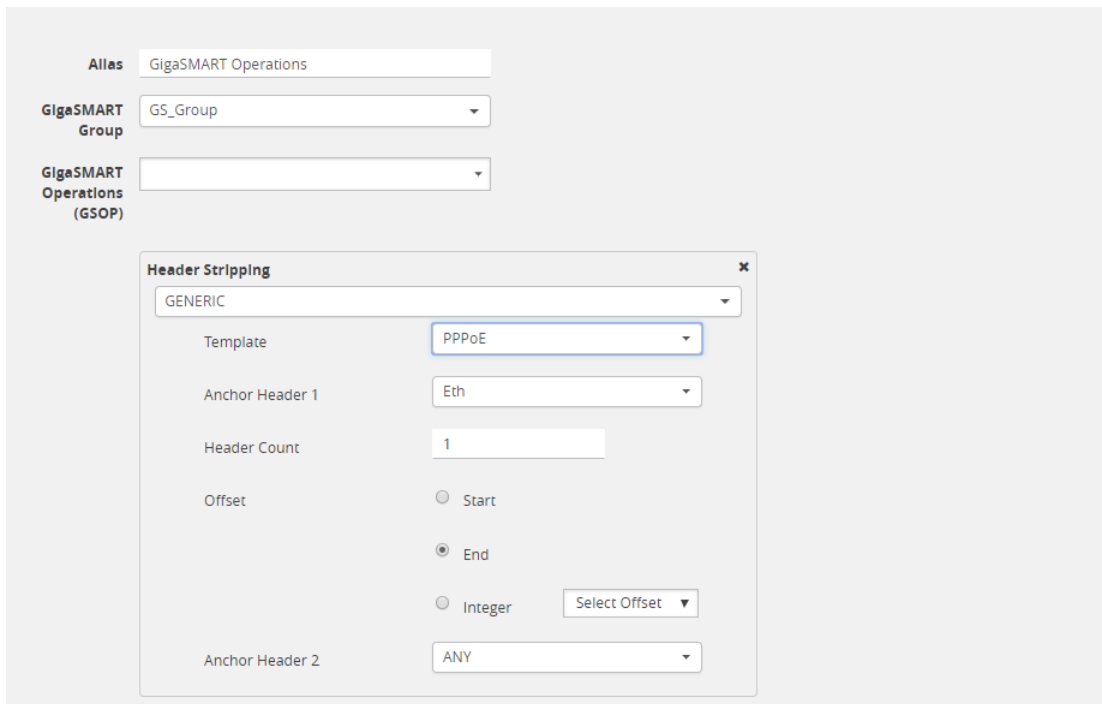 Alias GigaSMART Operations
GigaSMART
Group
GS_Group
GigaSMART
Operations
(GSOP)
Header Stripping
GENERIC
Template PPPoE
Anchor Header 1 Eth
Header Count 1
Offset Start
End
Integer Select Offset
Anchor Header 2 ANY